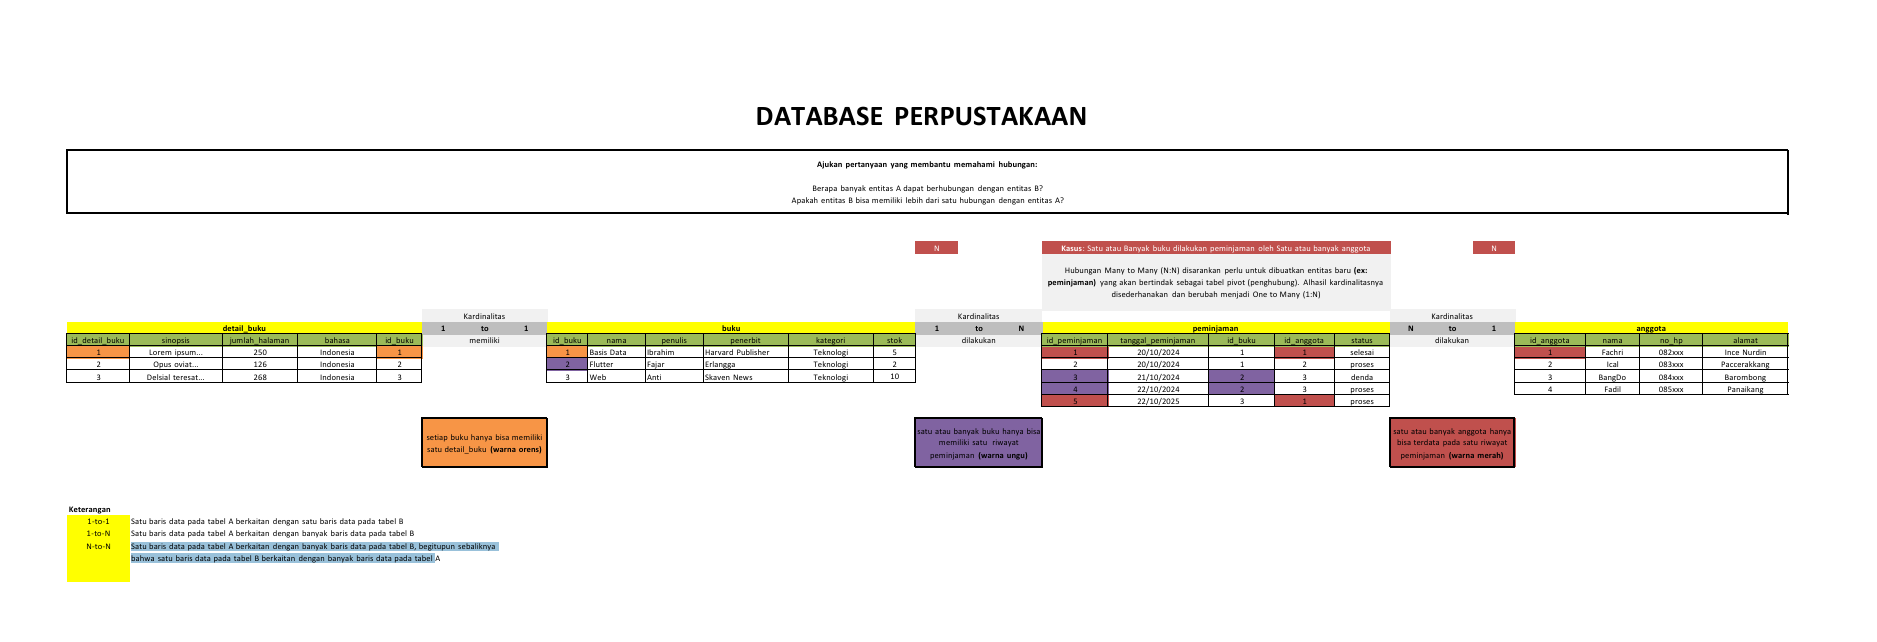 DATABASE PERPUSTAKAAN
Ajukan pertanyaan yang membantu memahami hubungan:
Berapa banyak entitas A dapat berhubungan dengan entitas B?
Apakah entitas B bisa memiliki lebih dari satu hubungan dengan entitas A?
N Kasus: Satu atau Banyak buku dilakukan peminjaman oleh Satu atau banyak anggota N
Hubungan Many to Many (N:N) disarankan perlu untuk dibuatkan entitas baru (ex:
peminjaman) yang akan bertindak sebagai tabel pivot (penghubung). Alhasil kardinalitasnya
disederhanakan dan berubah menjadi One to Many (1:N)
Kardinalitas Kardinalitas Kardinalitas
detail_buku 1 to 1 buku 1 to N peminjaman N to 1 anggota
id_detail_buku sinopsis jumlah_halaman bahasa id_buku memiliki id_buku nama penulis penerbit kategori stok dilakukan id_peminjaman tanggal_peminjaman id_buku id_anggota status dilakukan id_anggota nama no_hp alamat
1 Lorem ipsum... 250 Indonesia 1 1 Basis Data Ibrahim Harvard Publisher Teknologi 5 1 20/10/2024 1 1 selesai 1 Fachri 082xxx Ince Nurdin
2 Opus oviat... 126 Indonesia 2 2 Flutter Fajar Erlangga Teknologi 2 2 20/10/2024 1 2 proses 2 Ical 083xxx Paccerakkang
3 Delsial teresat... 268 Indonesia 3 3 Web Anti Skaven News Teknologi 10 3 21/10/2024 2 3 denda 3 BangDo 084xxx Barombong
4 22/10/2024 2 3 proses 4 Fadil 085xxx Panaikang
5 22/10/2025 3 1 proses
setiap buku hanya bisa memiliki
satu detail_buku (warna orens)
satu atau banyak buku hanya bisa
memiliki satu riwayat
peminjaman (warna ungu)
satu atau banyak anggota hanya
bisa terdata pada satu riwayat
peminjaman (warna merah)
Keterangan
1-to-1 Satu baris data pada tabel A berkaitan dengan satu baris data pada tabel B
1-to-N Satu baris data pada tabel A berkaitan dengan banyak baris data pada tabel B
N-to-N Satu baris data pada tabel A berkaitan dengan banyak baris data pada tabel B, begitupun sebaliknya
bahwa satu baris data pada tabel B berkaitan dengan banyak baris data pada tabel A